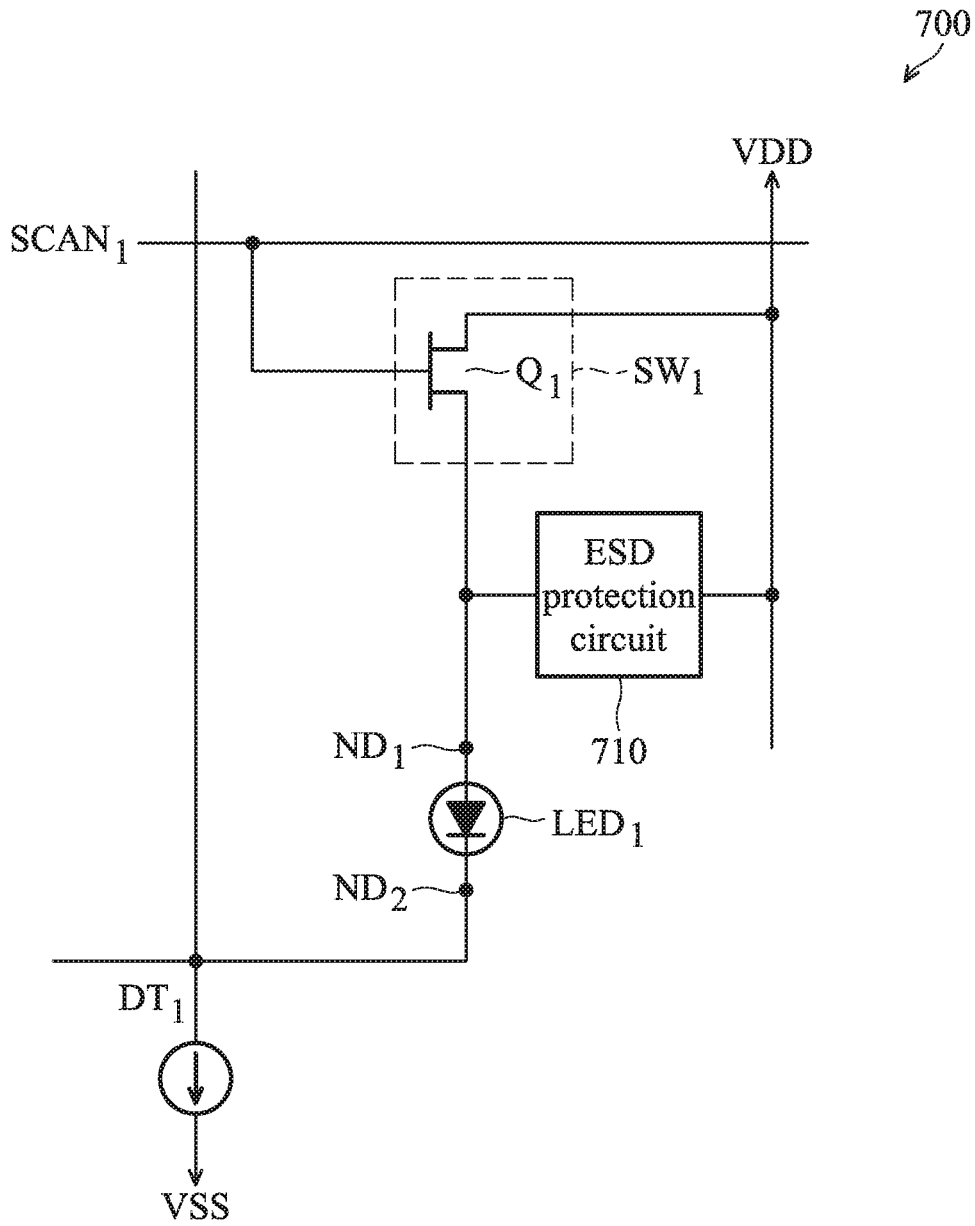 700
VDD
SCAN1
Q1
SW1
ESD
protection
circuit
ND1
710
LED1
ND2
DT1
VSS